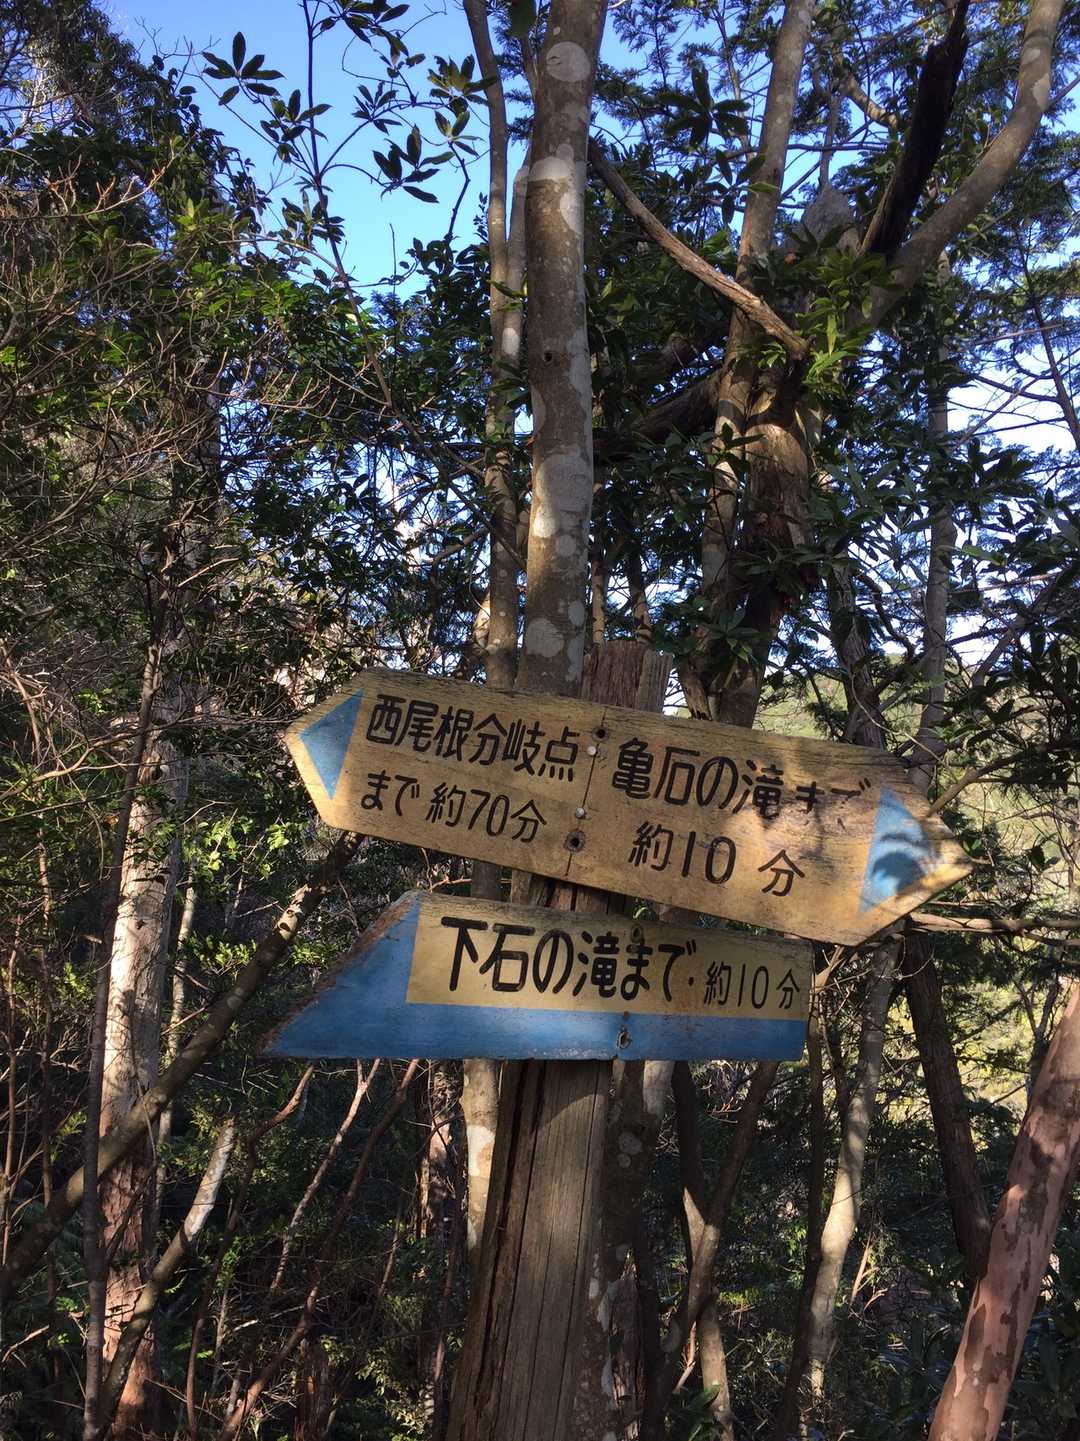 西尾根分岐点
まで 約70分
亀石の滝まで
約10分
下石の滝まで・約10分